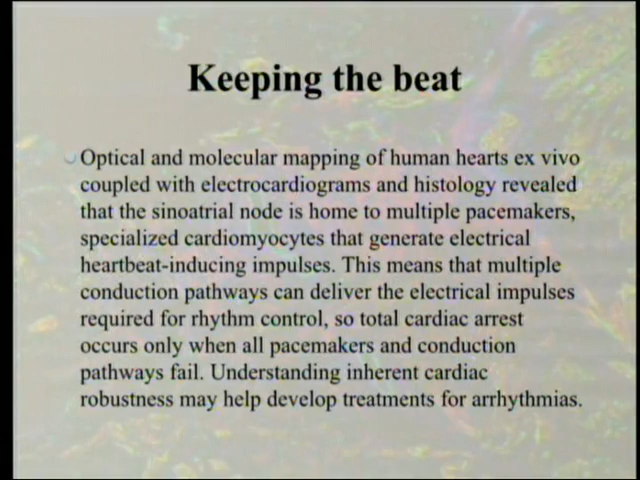 Keeping the beat
Optical and molecular mapping of human hearts ex vivo
coupled with electrocardiograms and histology revealed
that the sinoatrial node is home to multiple pacemakers,
specialized cardiomyocytes that generate electrical
heartbeat-inducing impulses. This means that multiple
conduction pathways can deliver the electrical impulses
required for rhythm control, so total cardiac arrest
occurs only when all pacemakers and conduction
pathways fail. Understanding inherent cardiac
robustness may help develop treatments for arrhythmias.